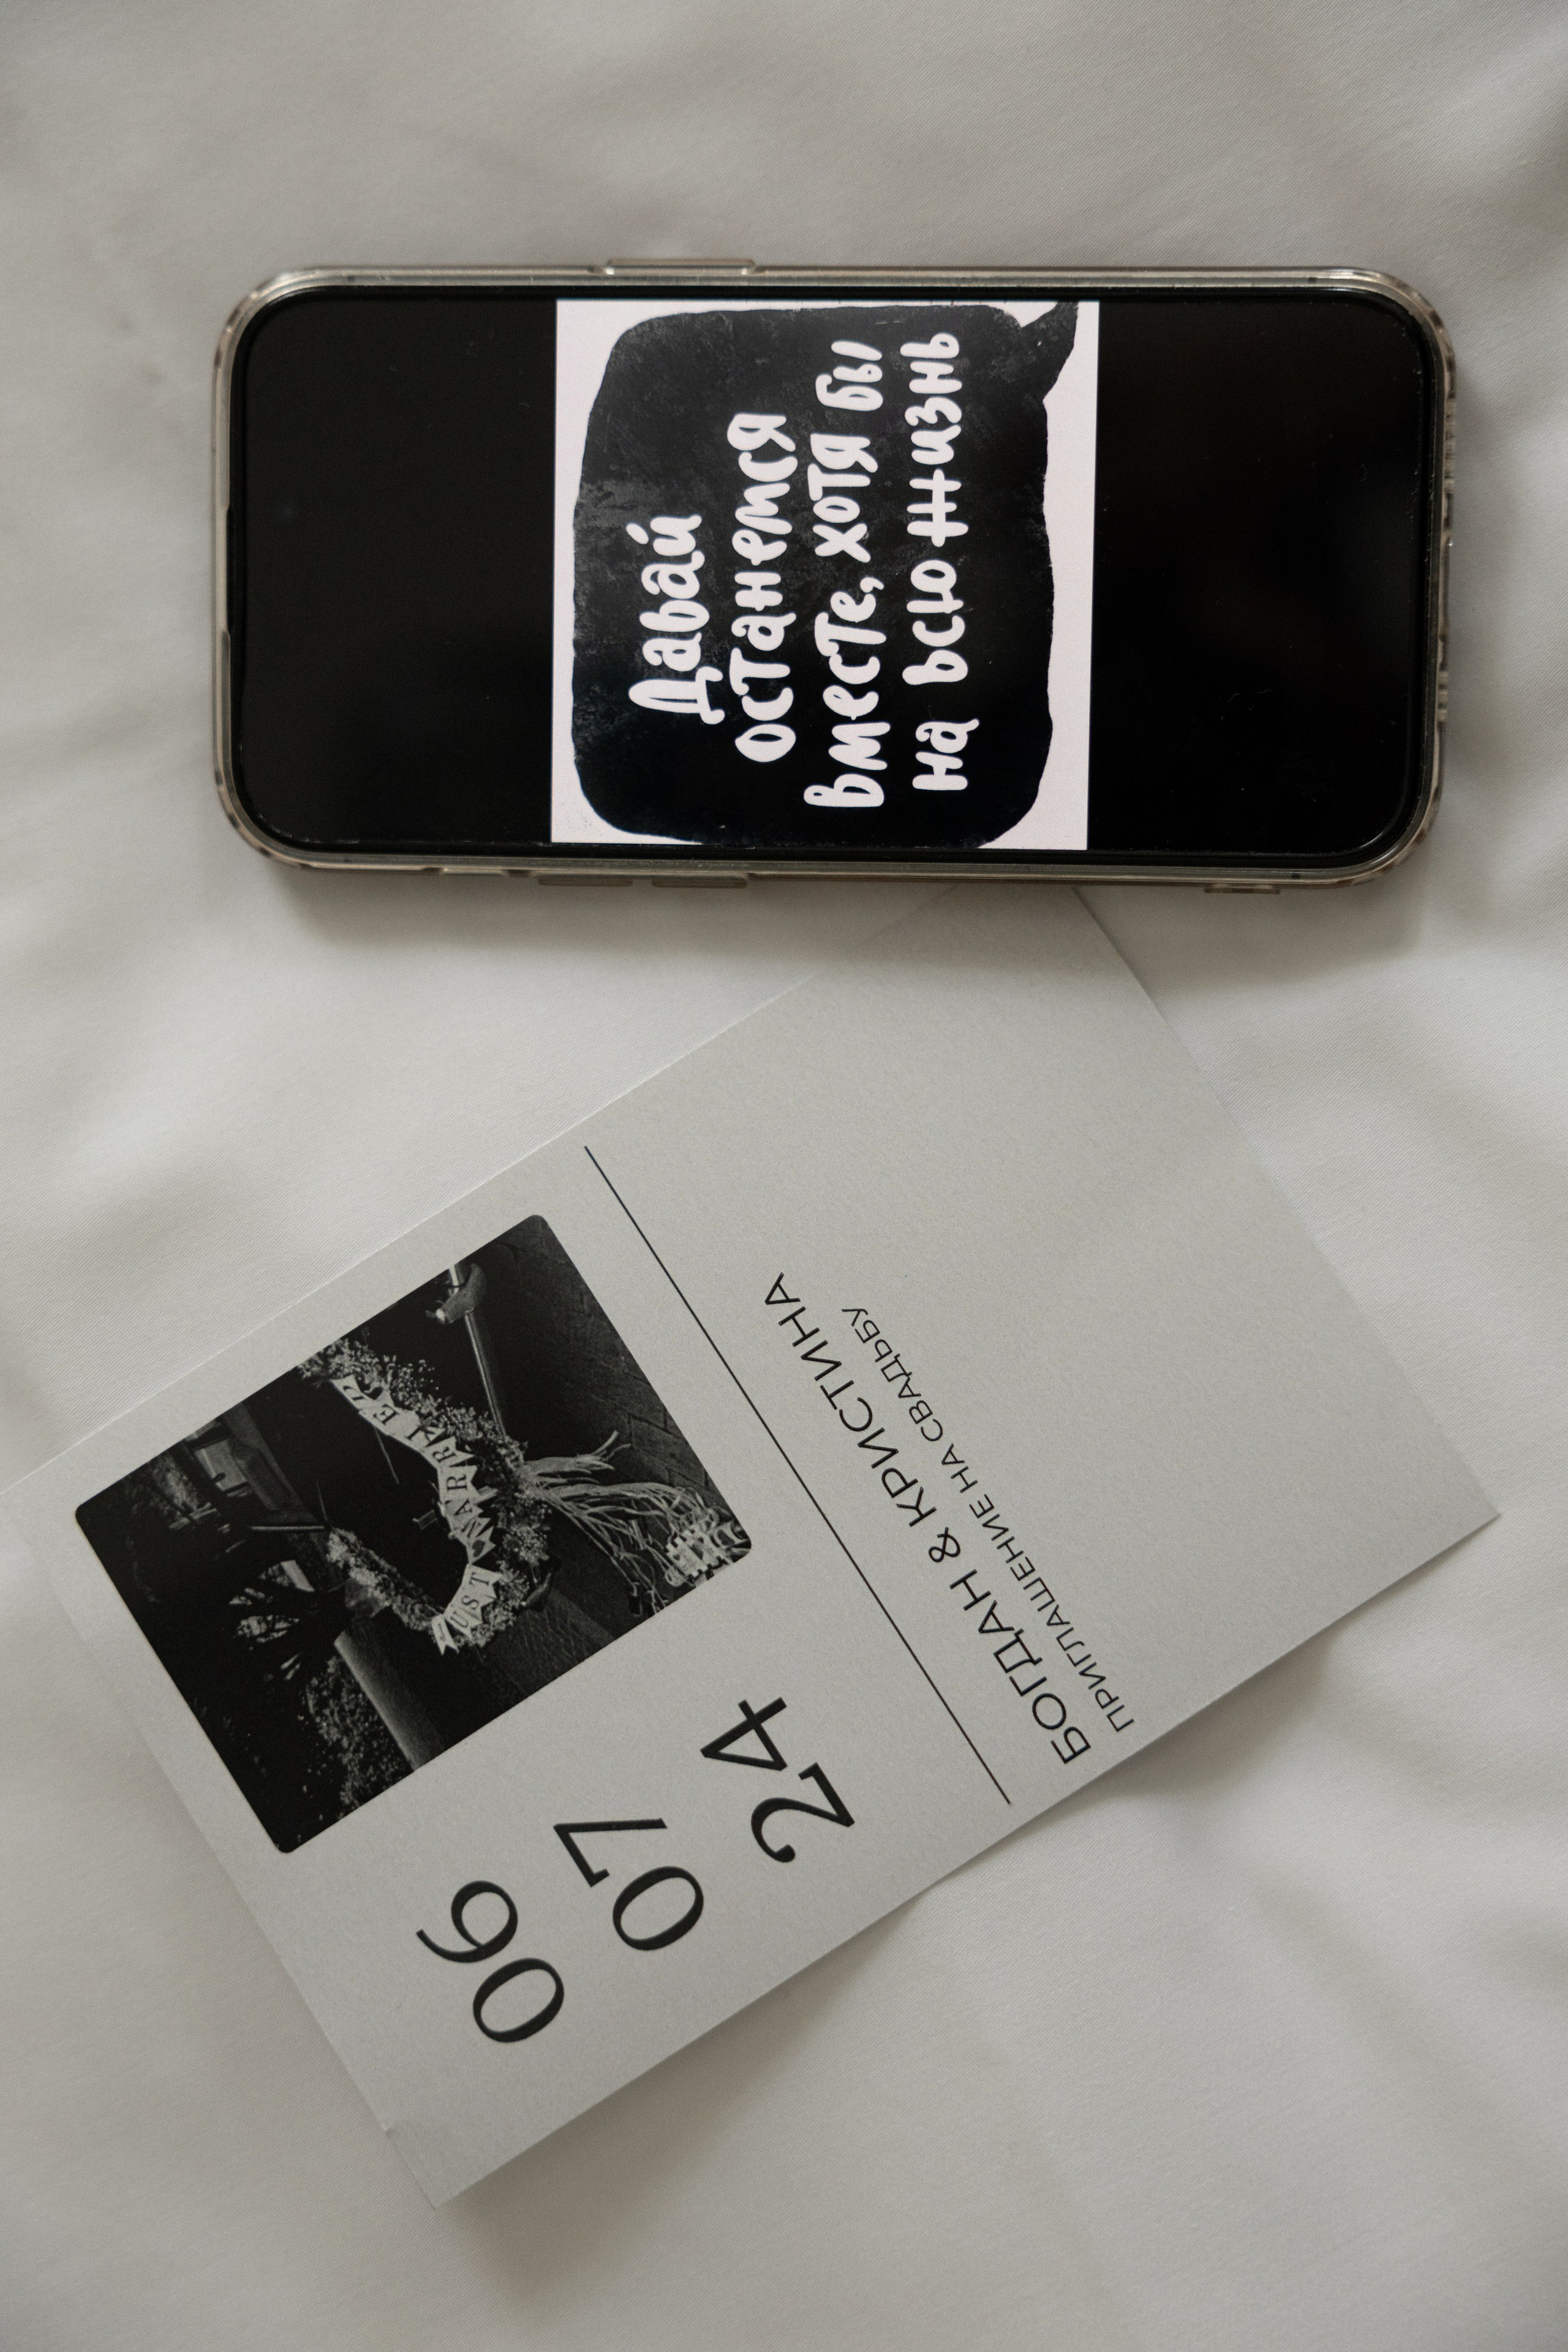 Давай
останемся
вместе, хотя бы
на всю жизнь
06
07
24
JUST MARRIED
БОГДАН & КРИСТИНА
ПРИГЛАШЕНИЕ НА СВАДЬБУ